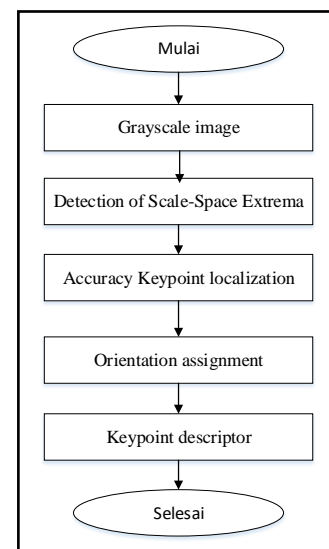 Mulai
Grayscale image
Detection of Scale-Space Extrema
Accuracy Keypoint localization
Orientation assignment
Keypoint descriptor
Selesai